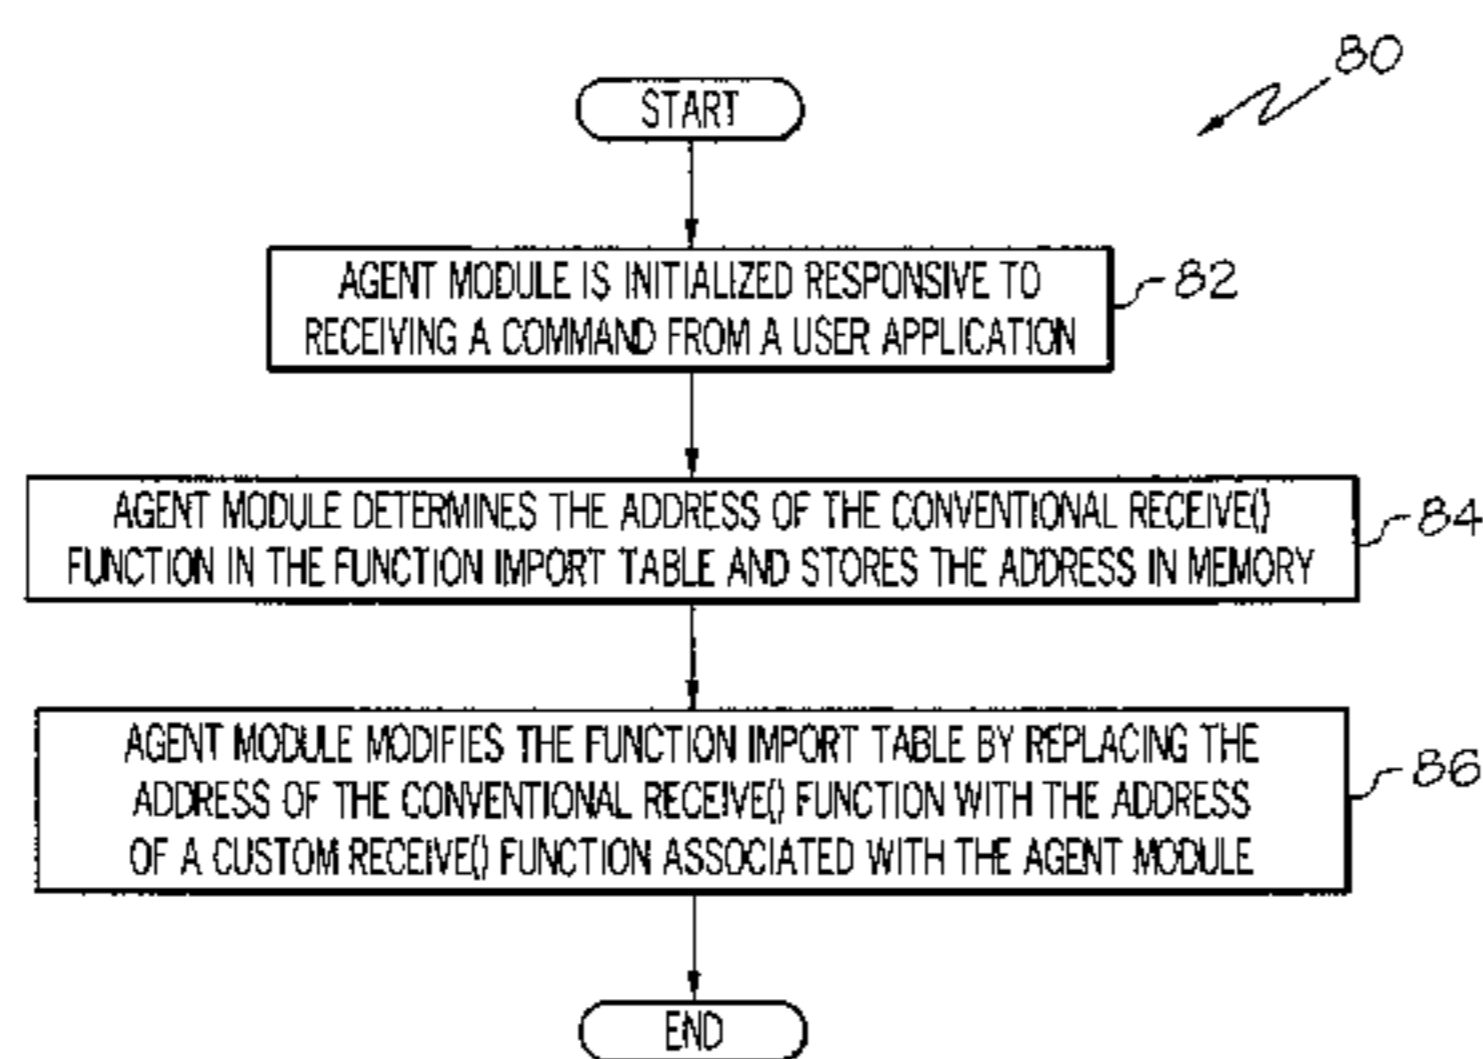 80
START
AGENT MODULE IS INITIALIZED RESPONSIVE TO
RECEIVING A COMMAND FROM A USER APPLICATION
82
AGENT MODULE DETERMINES THE ADDRESS OF THE CONVENTIONAL RECEIVE()
FUNCTION IN THE FUNCTION IMPORT TABLE AND STORES THE ADDRESS IN MEMORY
84
AGENT MODULE MODIFIES THE FUNCTION IMPORT TABLE BY REPLACING THE
ADDRESS OF THE CONVENTIONAL RECEIVE() FUNCTION WITH THE ADDRESS
OF A CUSTOM RECEIVE() FUNCTION ASSOCIATED WITH THE AGENT MODULE
86
END